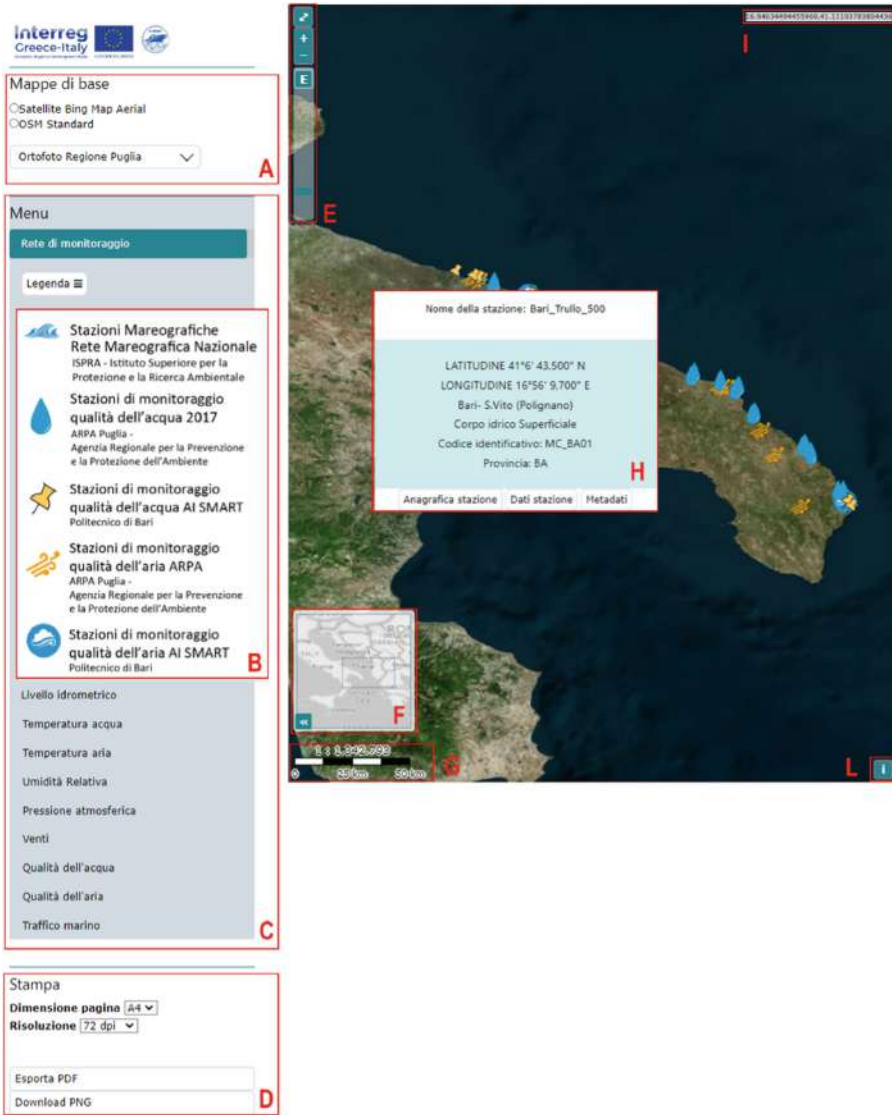 Interreg
Greece-Italy
Mappe di base
Satellite Bing Map Aerial
OSM Standard
Ortofoto Regione Puglia
A
Menu
Rete di monitoraggio
Legenda
Stazioni Mareografiche
Rete Mareografica Nazionale
ISPRA - Istituto Superiore per la
Protezione e la Ricerca Ambientale
Stazioni di monitoraggio
qualità dell'acqua 2017
ARPA Puglia -
Agenzia Regionale per la Prevenzione
e la Protezione dell'Ambiente
Stazioni di monitoraggio
qualità dell'acqua AI SMART
Politecnico di Bari
Stazioni di monitoraggio
qualità dell'aria ARPA
ARPA Puglia -
Agenzia Regionale per la Prevenzione
e la Protezione dell'Ambiente
Stazioni di monitoraggio
qualità dell'aria AI SMART
Politecnico di Bari
B
Livello idrometrico
Temperatura acqua
Temperatura aria
Umidità Relativa
Pressione atmosferica
Venti
Qualità dell'acqua
Qualità dell'aria
Traffico marino
C
Stampa
Dimensione pagina A4
Risoluzione 72 dpi
Esporta PDF
Download PNG
D
+
−
E
E
I
Nome della stazione: Bari_Trullo_500
LATITUDINE 41°6' 43.500" N
LONGITUDINE 16°56' 9.700" E
Bari- S.Vito (Polignano)
Corpo idrico Superficiale
Codice identificativo: MC_BA01
Provincia: BA
H
Anagrafica stazione
Dati stazione
Metadati
F
«
0 25 km 50 km
G
L
i